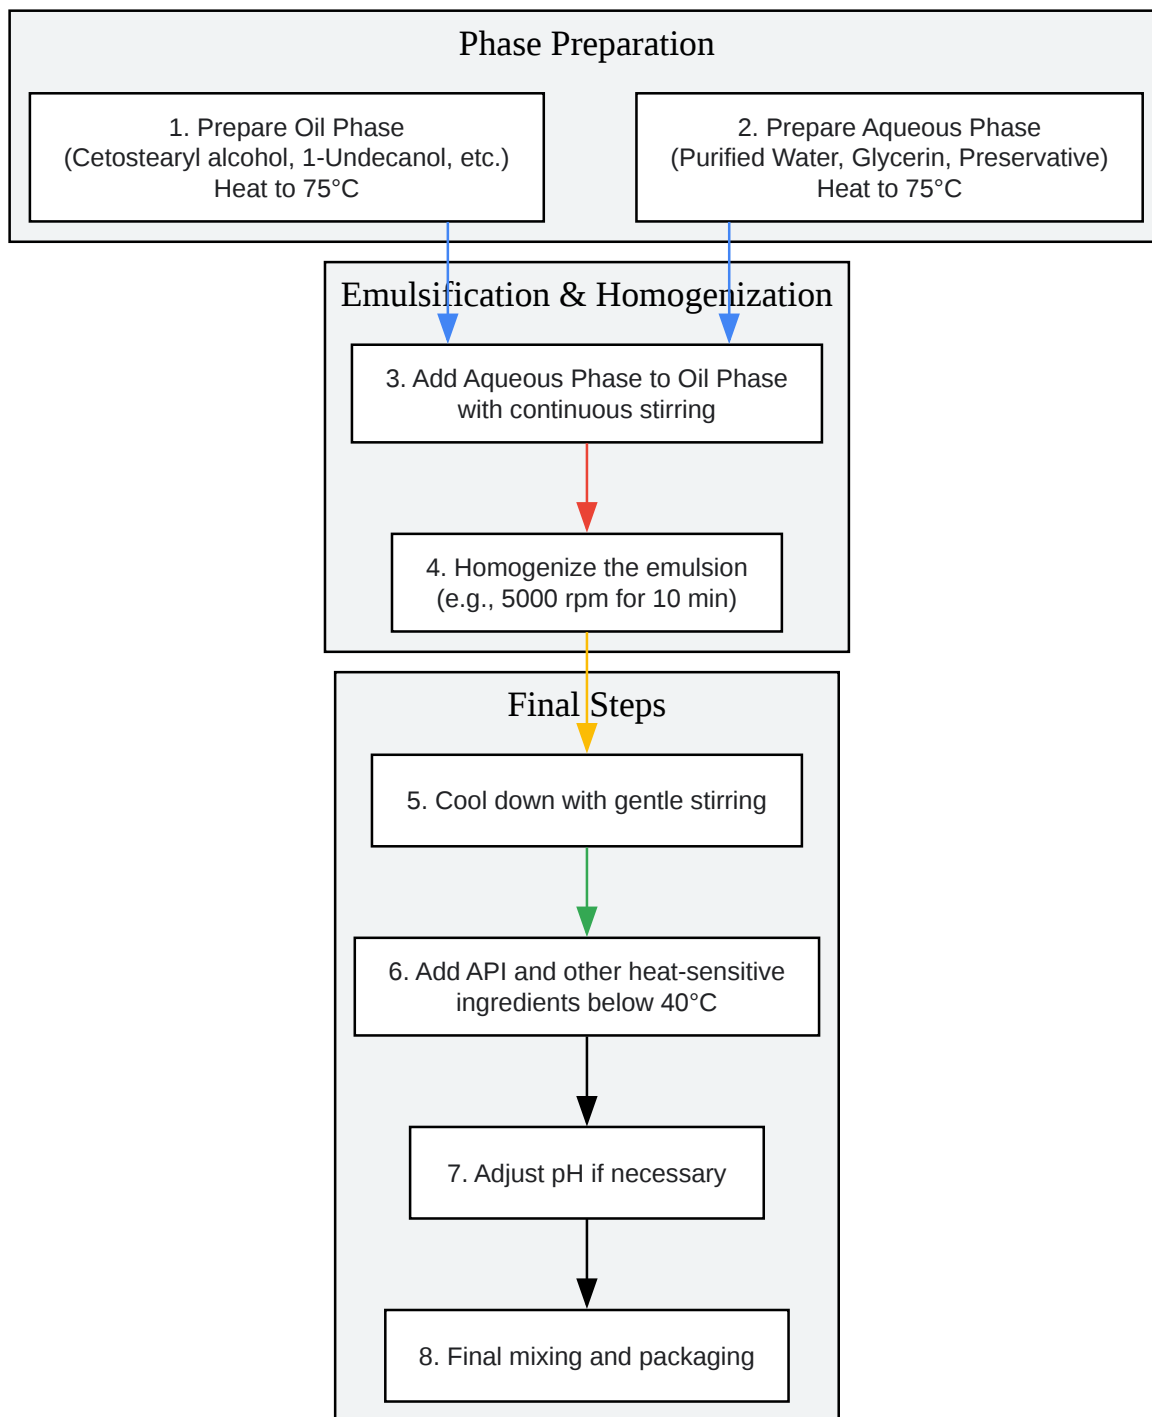 Phase Preparation
1. Prepare Oil Phase
(Cetostearyl alcohol, 1-Undecanol, etc.)
Heat to 75°C
2. Prepare Aqueous Phase
(Purified Water, Glycerin, Preservative)
Heat to 75°C
Emulsification & Homogenization
3. Add Aqueous Phase to Oil Phase
with continuous stirring
4. Homogenize the emulsion
(e.g., 5000 rpm for 10 min)
Final Steps
5. Cool down with gentle stirring
6. Add API and other heat-sensitive
ingredients below 40°C
7. Adjust pH if necessary
8. Final mixing and packaging